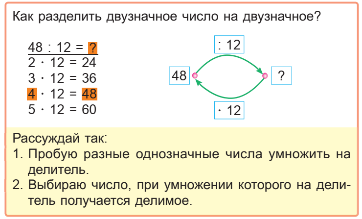 Как разделить двузначное число на двузначное?
48 : 12 = ?
2 · 12 = 24
3 · 12 = 36
4 · 12 = 48
5 · 12 = 60
: 12
48
?
· 12
Рассуждай так:
1. Пробую разные однозначные числа умножить на
делитель.
2. Выбираю число, при умножении которого на дели-
тель получается делимое.